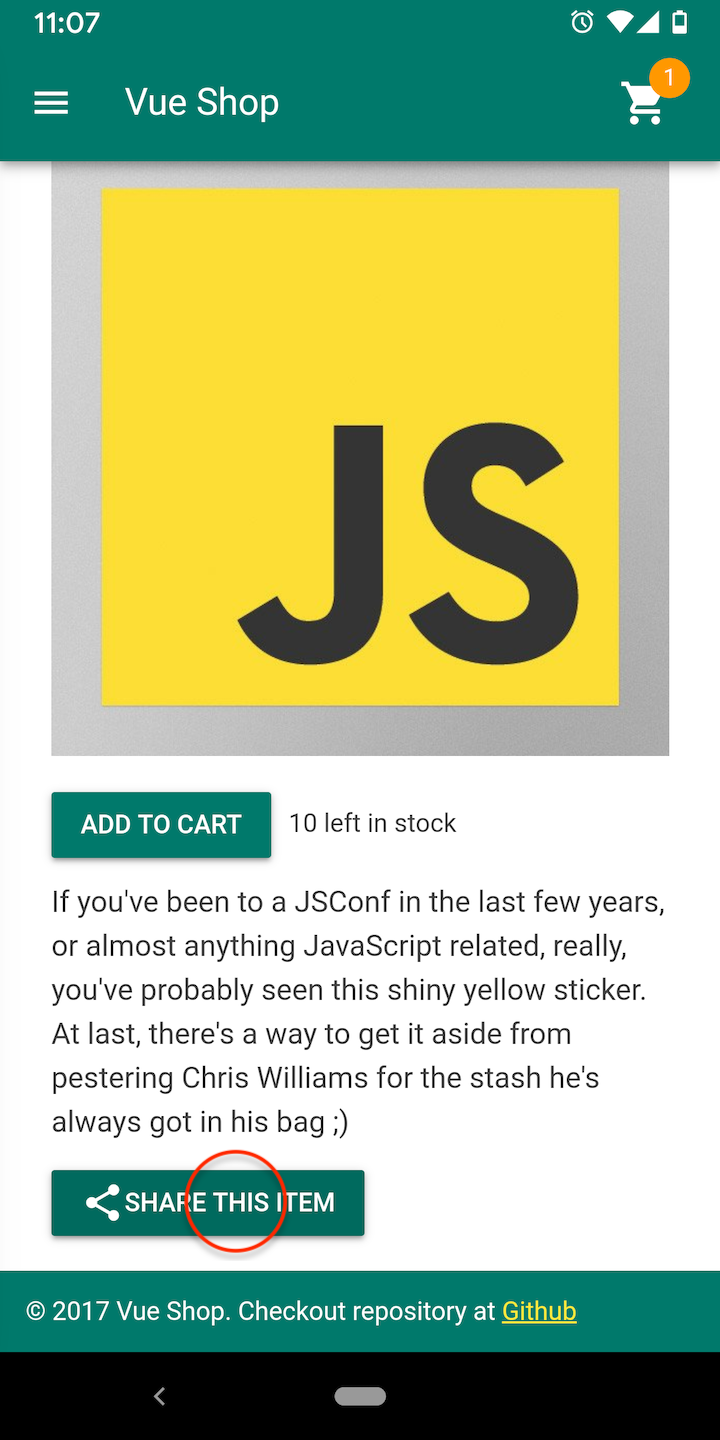 11:07
Vue Shop
1
JS
ADD TO CART
10 left in stock
If you've been to a JSConf in the last few years,
or almost anything JavaScript related, really,
you've probably seen this shiny yellow sticker.
At last, there's a way to get it aside from
pestering Chris Williams for the stash he's
always got in his bag ;)
SHARE THIS ITEM
© 2017 Vue Shop. Checkout repository at Github